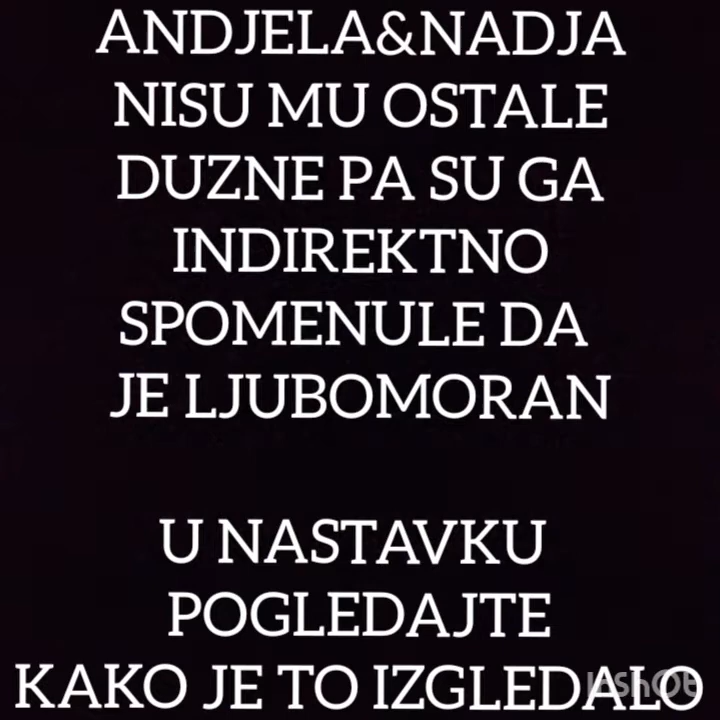 ANDJELA&NADJA
NISU MU OSTALE
DUZNE PA SU GA
INDIREKTNO
SPOMENULE DA
JE LJUBOMORAN
U NASTAVKU
POGLEDAJTE
KAKO JE TO IZGLEDALO
InShOt